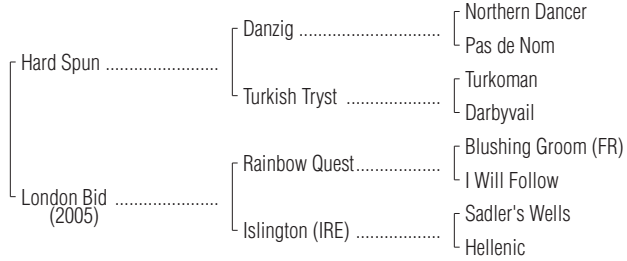 Northern Dancer
Danzig ................................
Pas de Nom
Hard Spun .........................
Turkoman
Turkish Tryst .....................
Darbyvail
Blushing Groom (FR)
Rainbow Quest...................
I Will Follow
London Bid .......................
(2005)
Sadler's Wells
Islington (IRE) ...................
Hellenic